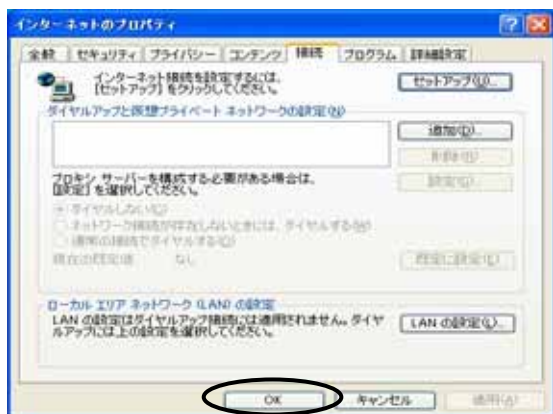 インターネットのプロパティ
全般 セキュリティ プライバシー コンテンツ 接続 プログラム 詳細設定
インターネット接続を設定するには、
[セットアップ] をクリックしてください。
セットアップ(U)...
ダイヤルアップと仮想プライベート ネットワークの設定(N)
追加(D)...
削除(R)
プロキシ サーバーを構成する必要がある場合は、
[設定] を選択してください。
設定(S)...
ダイヤルしない(C)
ネットワーク接続が存在しないときには、ダイヤルする(W)
通常の接続でダイヤルする(O)
現在の既定値 なし
既定に設定(E)
ローカル エリア ネットワーク (LAN) の設定
LAN の設定はダイヤルアップ接続には適用されません。ダイヤ
ルアップには上の設定を選択してください。
LAN の設定(L)...
OK キャンセル 適用(A)